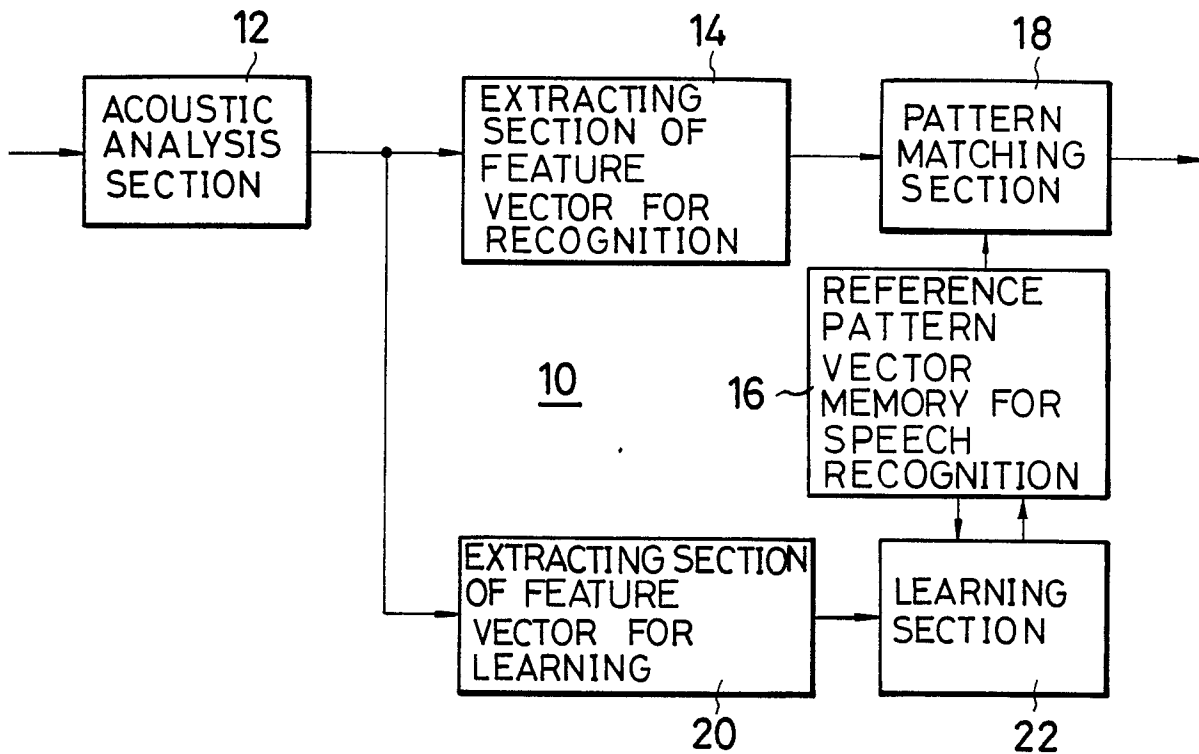 12
ACOUSTIC
ANALYSIS
SECTION
14
EXTRACTING
SECTION OF
FEATURE
VECTOR FOR
RECOGNITION
18
PATTERN
MATCHING
SECTION
10
16
REFERENCE
PATTERN
VECTOR
MEMORY FOR
SPEECH
RECOGNITION
EXTRACTING SECTION
OF FEATURE
VECTOR FOR
LEARNING
20
LEARNING
SECTION
22